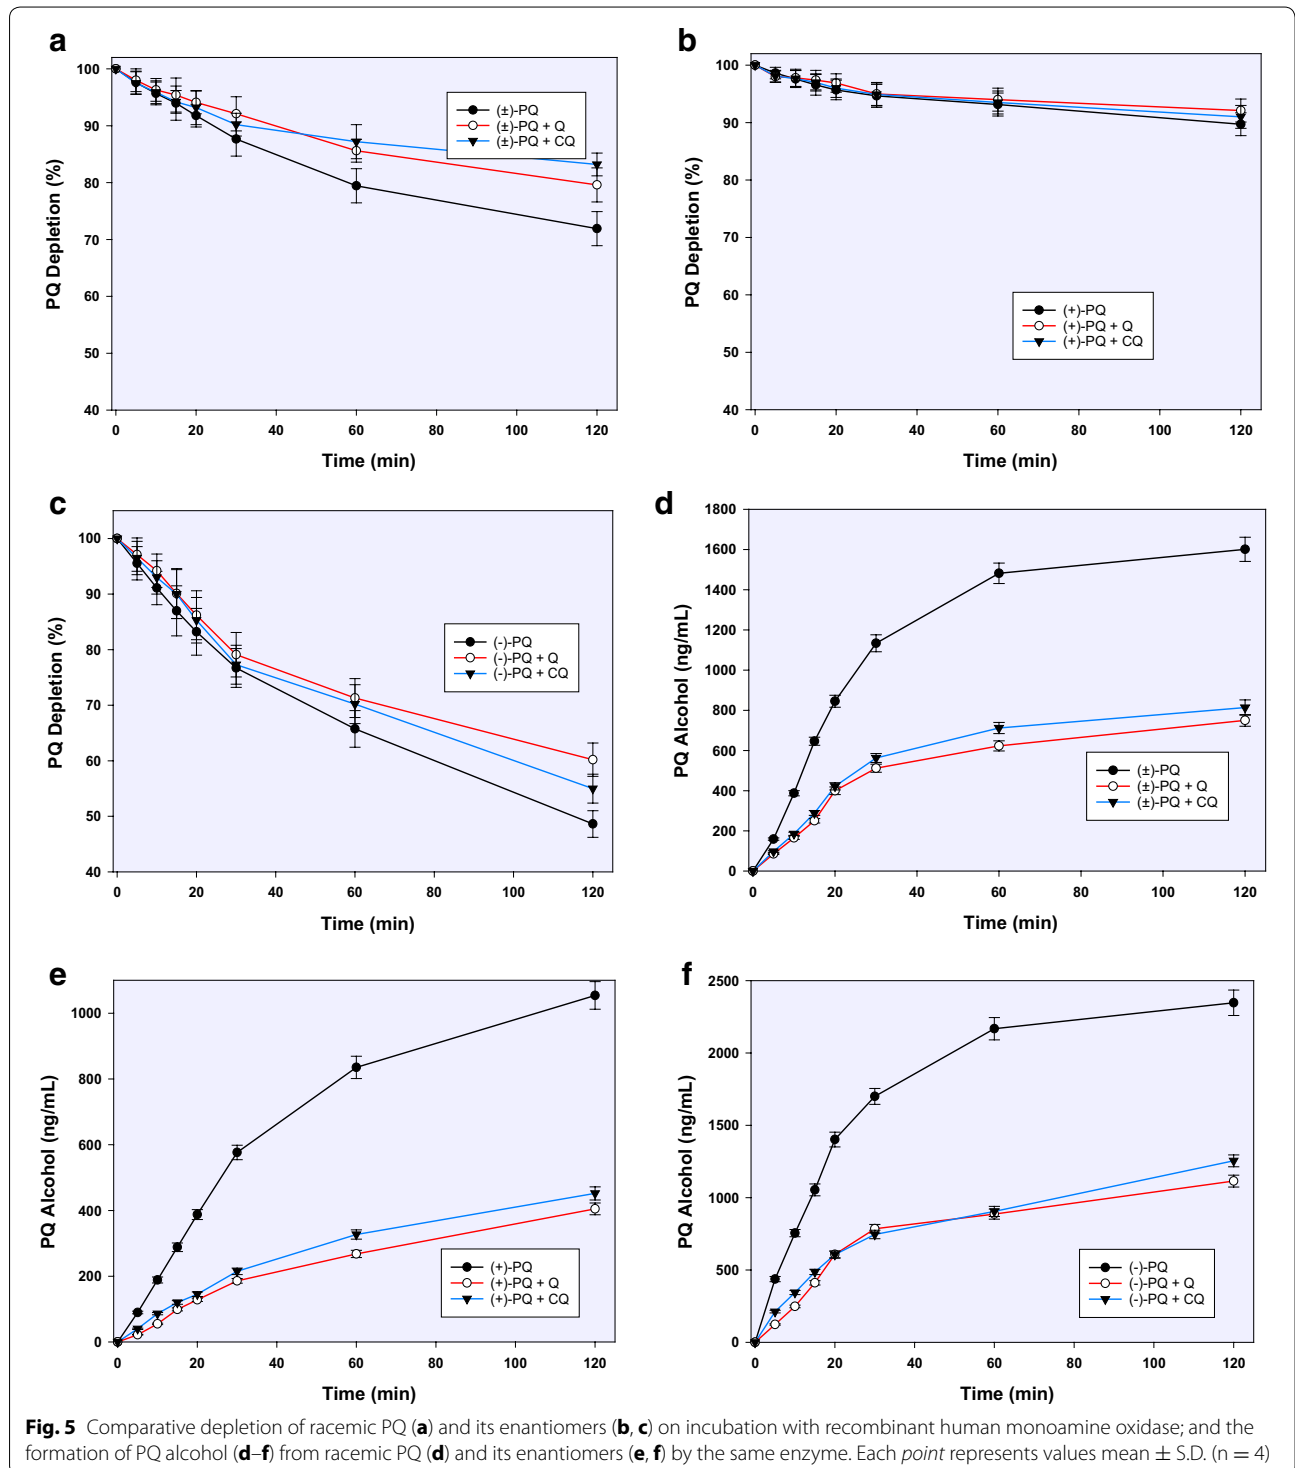 a
100
90
80
70
60
50
40
PQ Depletion (%)
0 20 40 60 80 100 120
Time (min)
(±)-PQ
(±)-PQ + Q
(±)-PQ + CQ
b
100
90
80
70
60
50
40
PQ Depletion (%)
0 20 40 60 80 100 120
Time (min)
(+)-PQ
(+)-PQ + Q
(+)-PQ + CQ
c
100
90
80
70
60
50
40
PQ Depletion (%)
0 20 40 60 80 100 120
Time (min)
(-)-PQ
(-)-PQ + Q
(-)-PQ + CQ
d
1800
1600
1400
1200
1000
800
600
400
200
0
PQ Alcohol (ng/mL)
0 20 40 60 80 100 120
Time (min)
(±)-PQ
(±)-PQ + Q
(±)-PQ + CQ
e
1000
800
600
400
200
0
PQ Alcohol (ng/mL)
0 20 40 60 80 100 120
Time (min)
(+)-PQ
(+)-PQ + Q
(+)-PQ + CQ
f
2500
2000
1500
1000
500
0
PQ Alcohol (ng/mL)
0 20 40 60 80 100 120
Time (min)
(-)-PQ
(-)-PQ + Q
(-)-PQ + CQ
Fig. 5 Comparative depletion of racemic PQ (a) and its enantiomers (b, c) on incubation with recombinant human monoamine oxidase; and the
formation of PQ alcohol (d–f) from racemic PQ (d) and its enantiomers (e, f) by the same enzyme. Each point represents values mean ± S.D. (n = 4)